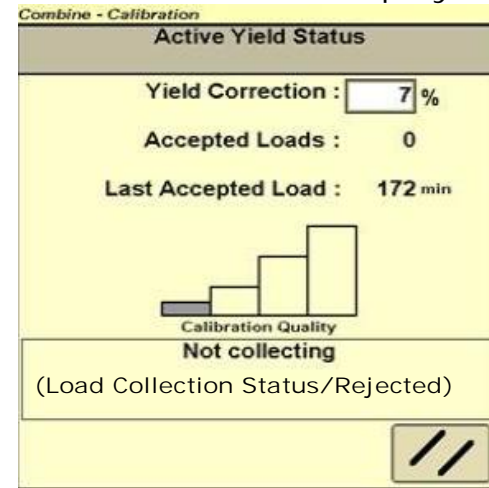 Combine - Calibration
Active Yield Status
Yield Correction : 7 %
Accepted Loads : 0
Last Accepted Load : 172 min
Calibration Quality
Not collecting
(Load Collection Status/Rejected)